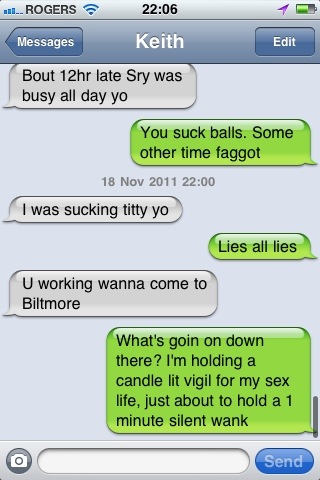 ROGERS 22:06
Messages Keith Edit
Bout 12hr late Sry was
busy all day yo
You suck balls. Some
other time faggot
18 Nov 2011 22:00
I was sucking titty yo
Lies all lies
U working wanna come to
Biltmore
What's goin on down
there? I'm holding a
candle lit vigil for my sex
life, just about to hold a 1
minute silent wank
Send